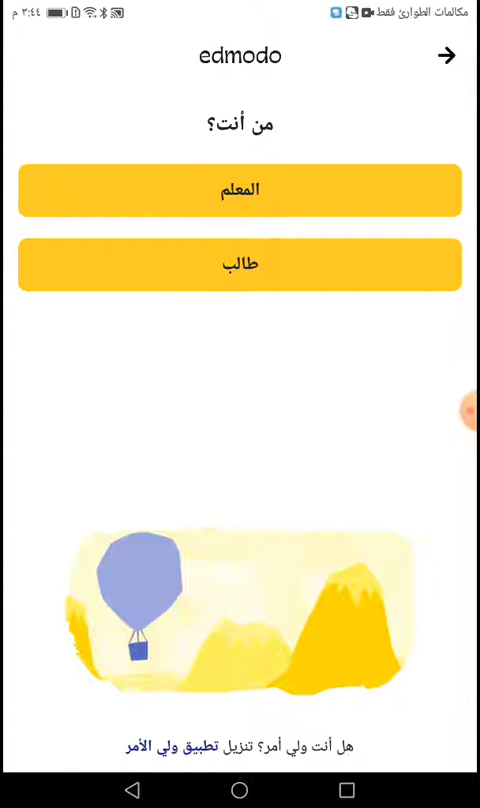 مكالمات الطوارئ فقط ٣:٤٤ م
edmodo
من أنت؟
المعلم
طالب
هل أنت ولي أمر؟ تنزيل تطبيق ولي الأمر